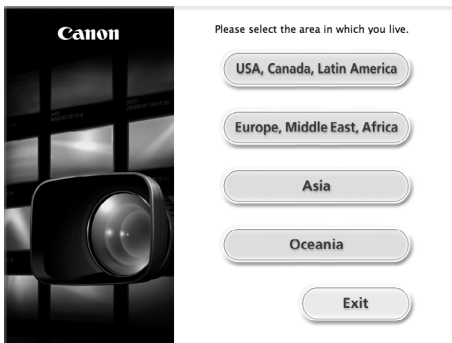 Canon
Please select the area in which you live.
USA, Canada, Latin America
Europe, Middle East, Africa
Asia
Oceania
Exit